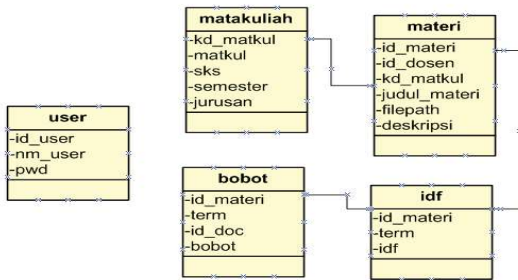 matakuliah
-kd_matkul
-matkul
-sks
-semester
-jurusan
materi
-id_materi
-id_dosen
-kd_matkul
-judul_materi
-filepath
-deskripsi
user
-id_user
-nm_user
-pwd
bobot
-id_materi
-term
-id_doc
-bobot
idf
-id_materi
-term
-idf